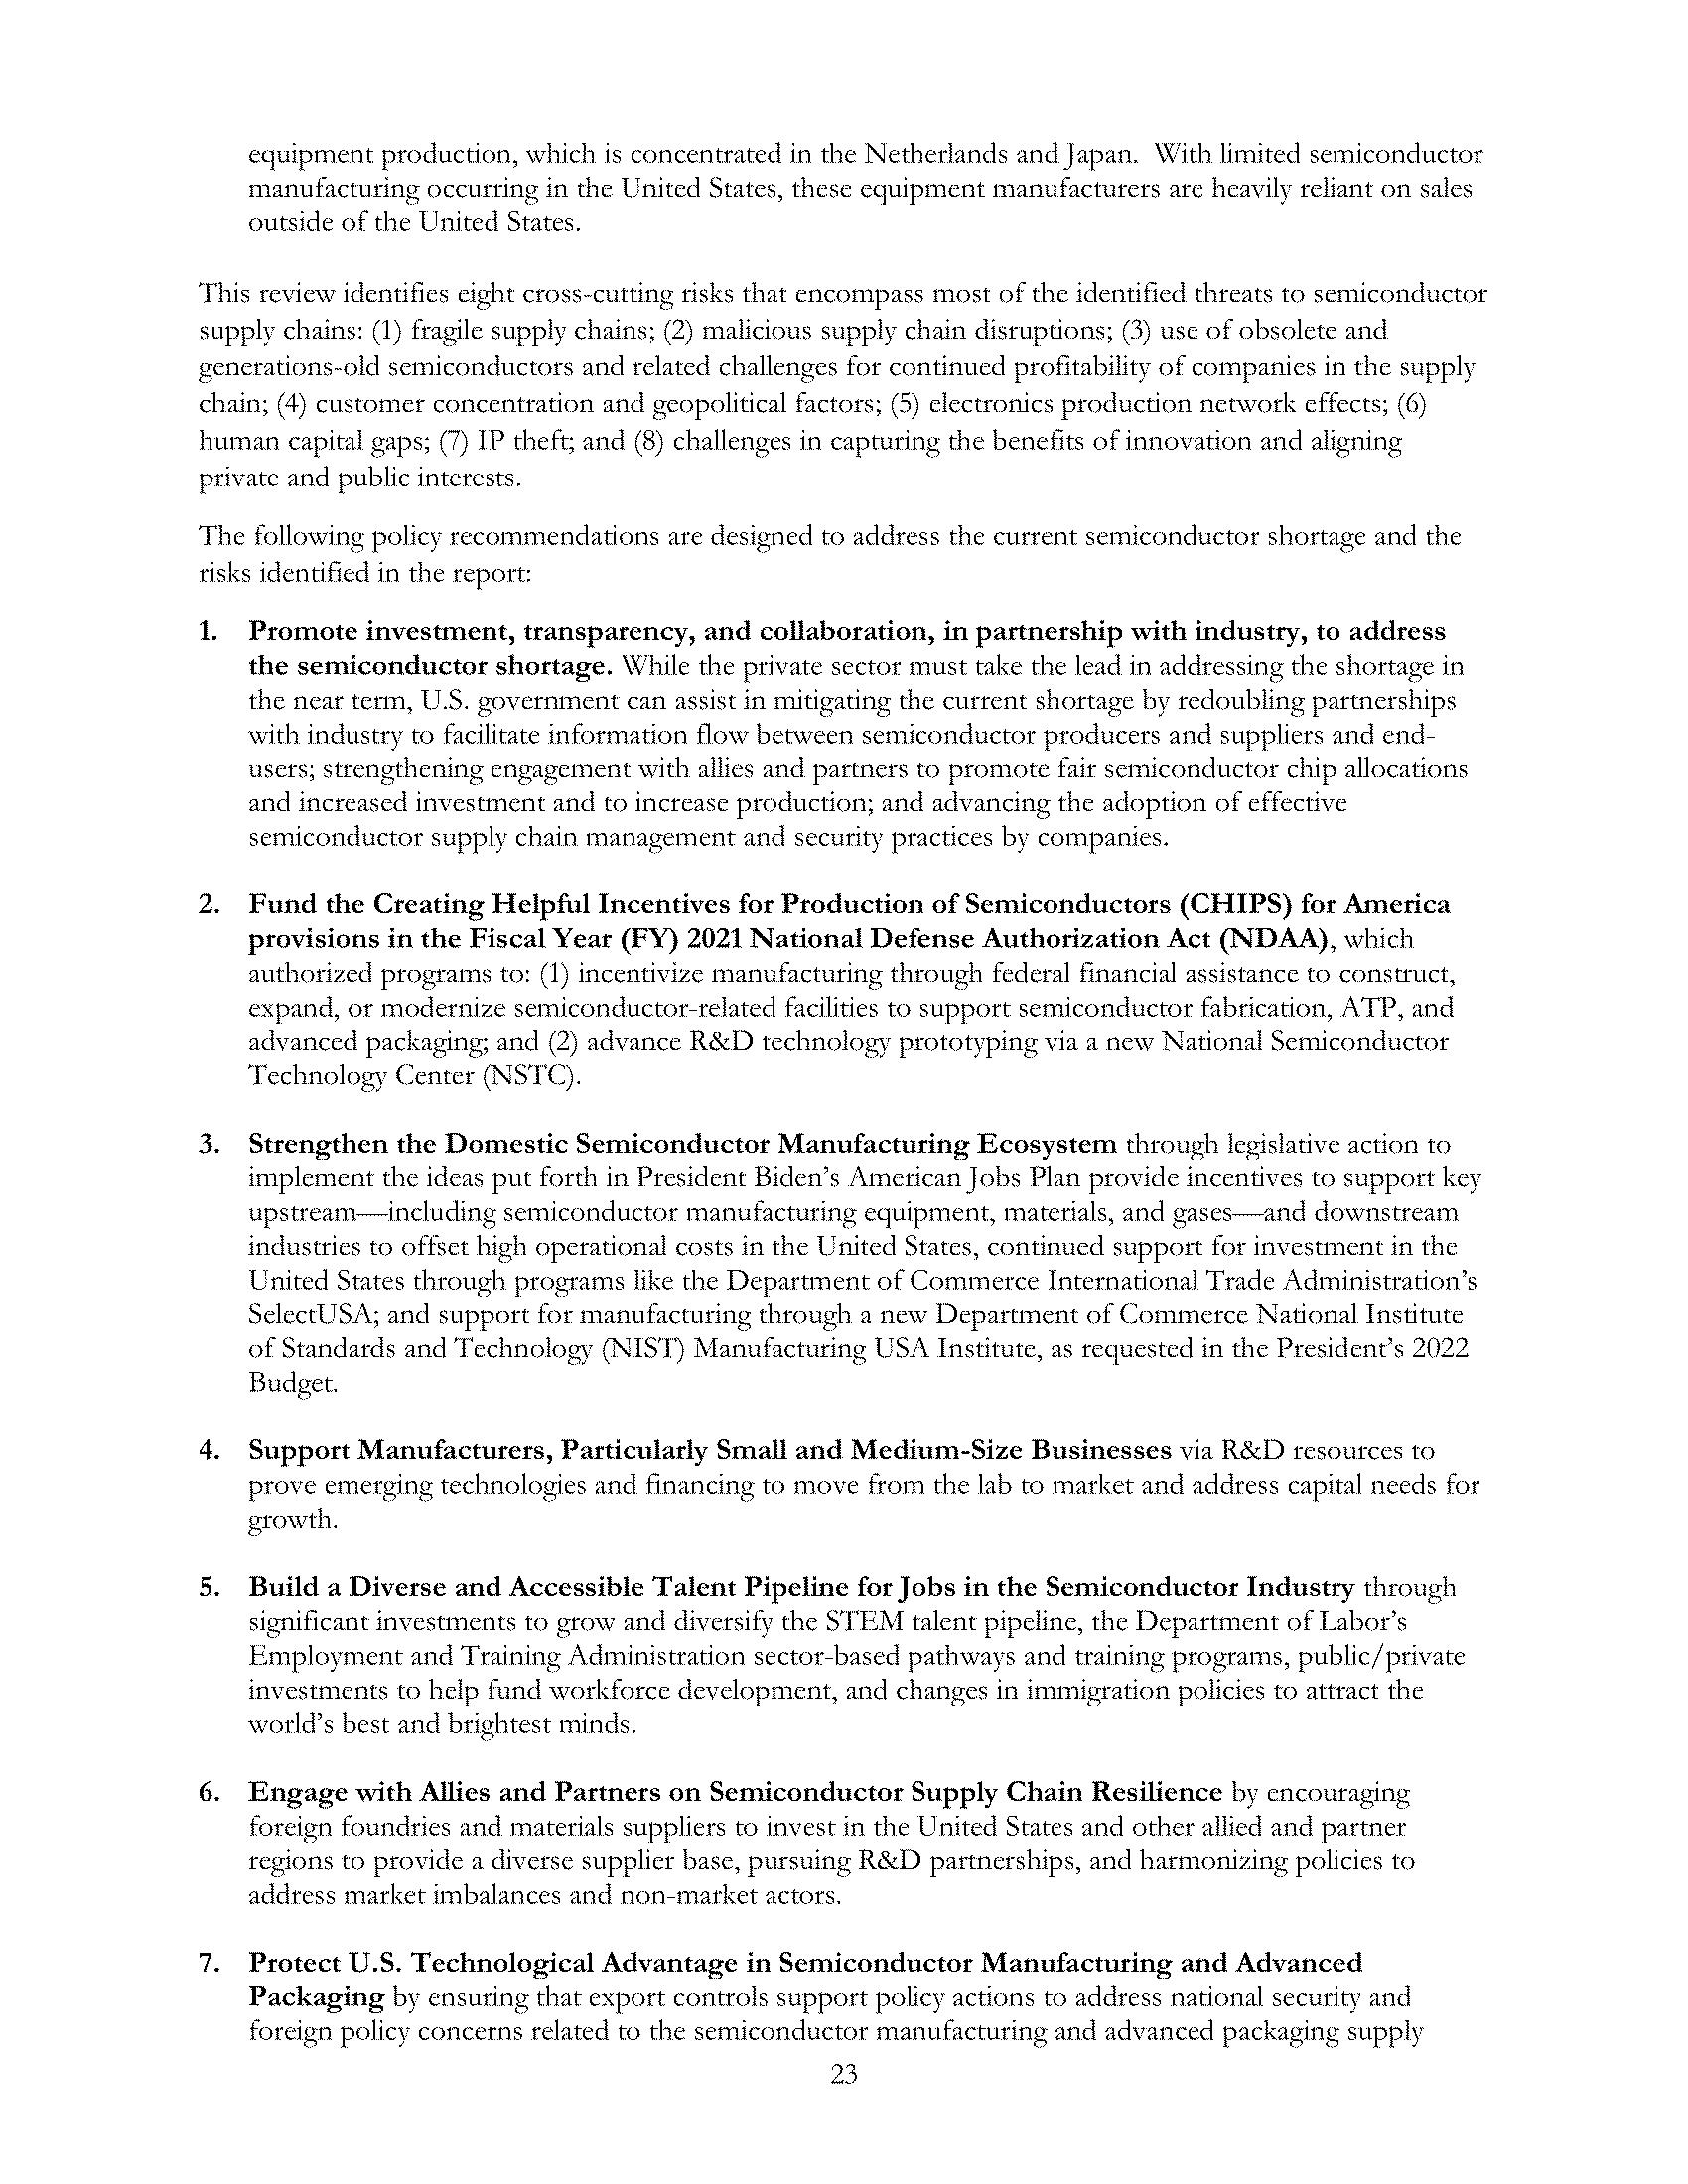 equipment production, which is concentrated in the Netherlands and Japan.  With limited semiconductor
manufacturing occurring in the United States, these equipment manufacturers are heavily reliant on sales
outside of the United States.
This review identifies eight cross-cutting risks that encompass most of the identified threats to semiconductor
supply chains: (1) fragile supply chains; (2) malicious supply chain disruptions; (3) use of obsolete and
generations-old semiconductors and related challenges for continued profitability of companies in the supply
chain; (4) customer concentration and geopolitical factors; (5) electronics production network effects; (6)
human capital gaps; (7) IP theft; and (8) challenges in capturing the benefits of innovation and aligning
private and public interests.
The following policy recommendations are designed to address the current semiconductor shortage and the
risks identified in the report:
1. Promote investment, transparency, and collaboration, in partnership with industry, to address
the semiconductor shortage. While the private sector must take the lead in addressing the shortage in
the near term, U.S. government can assist in mitigating the current shortage by redoubling partnerships
with industry to facilitate information flow between semiconductor producers and suppliers and end-
users; strengthening engagement with allies and partners to promote fair semiconductor chip allocations
and increased investment and to increase production; and advancing the adoption of effective
semiconductor supply chain management and security practices by companies.
2. Fund the Creating Helpful Incentives for Production of Semiconductors (CHIPS) for America
provisions in the Fiscal Year (FY) 2021 National Defense Authorization Act (NDAA), which
authorized programs to: (1) incentivize manufacturing through federal financial assistance to construct,
expand, or modernize semiconductor-related facilities to support semiconductor fabrication, ATP, and
advanced packaging; and (2) advance R&D technology prototyping via a new National Semiconductor
Technology Center (NSTC).
3. Strengthen the Domestic Semiconductor Manufacturing Ecosystem through legislative action to
implement the ideas put forth in President Biden's American Jobs Plan provide incentives to support key
upstream—including semiconductor manufacturing equipment, materials, and gases—and downstream
industries to offset high operational costs in the United States, continued support for investment in the
United States through programs like the Department of Commerce International Trade Administration's
SelectUSA; and support for manufacturing through a new Department of Commerce National Institute
of Standards and Technology (NIST) Manufacturing USA Institute, as requested in the President's 2022
Budget.
4. Support Manufacturers, Particularly Small and Medium-Size Businesses via R&D resources to
prove emerging technologies and financing to move from the lab to market and address capital needs for
growth.
5. Build a Diverse and Accessible Talent Pipeline for Jobs in the Semiconductor Industry through
significant investments to grow and diversify the STEM talent pipeline, the Department of Labor's
Employment and Training Administration sector-based pathways and training programs, public/private
investments to help fund workforce development, and changes in immigration policies to attract the
world's best and brightest minds.
6. Engage with Allies and Partners on Semiconductor Supply Chain Resilience by encouraging
foreign foundries and materials suppliers to invest in the United States and other allied and partner
regions to provide a diverse supplier base, pursuing R&D partnerships, and harmonizing policies to
address market imbalances and non-market actors.
7. Protect U.S. Technological Advantage in Semiconductor Manufacturing and Advanced
Packaging by ensuring that export controls support policy actions to address national security and
foreign policy concerns related to the semiconductor manufacturing and advanced packaging supply
23